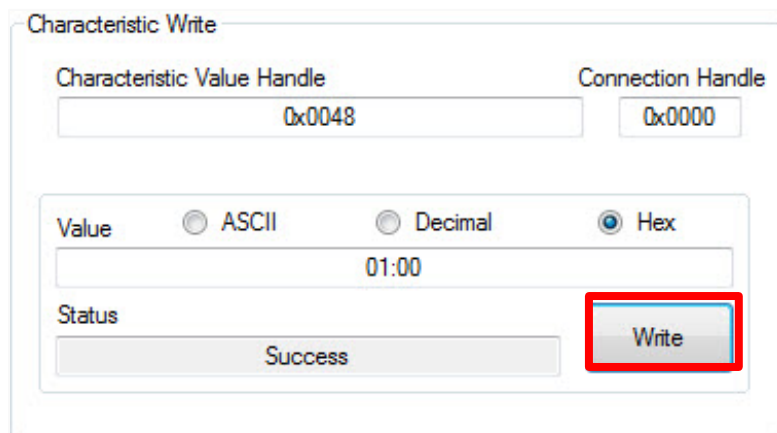 Characteristic Write
Characteristic Value Handle Connection Handle
0x0048 0x0000
Value ASCII Decimal Hex
01:00
Status
Success
Write